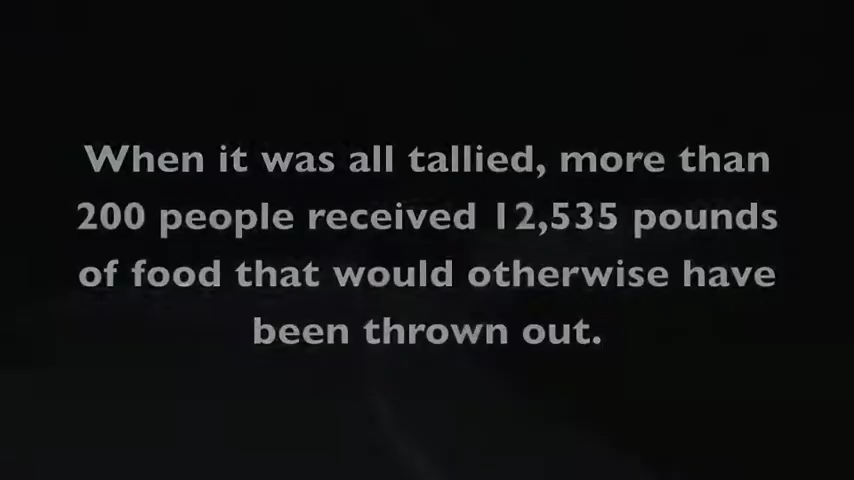 When it was all tallied, more than
200 people received 12,535 pounds
of food that would otherwise have
been thrown out.